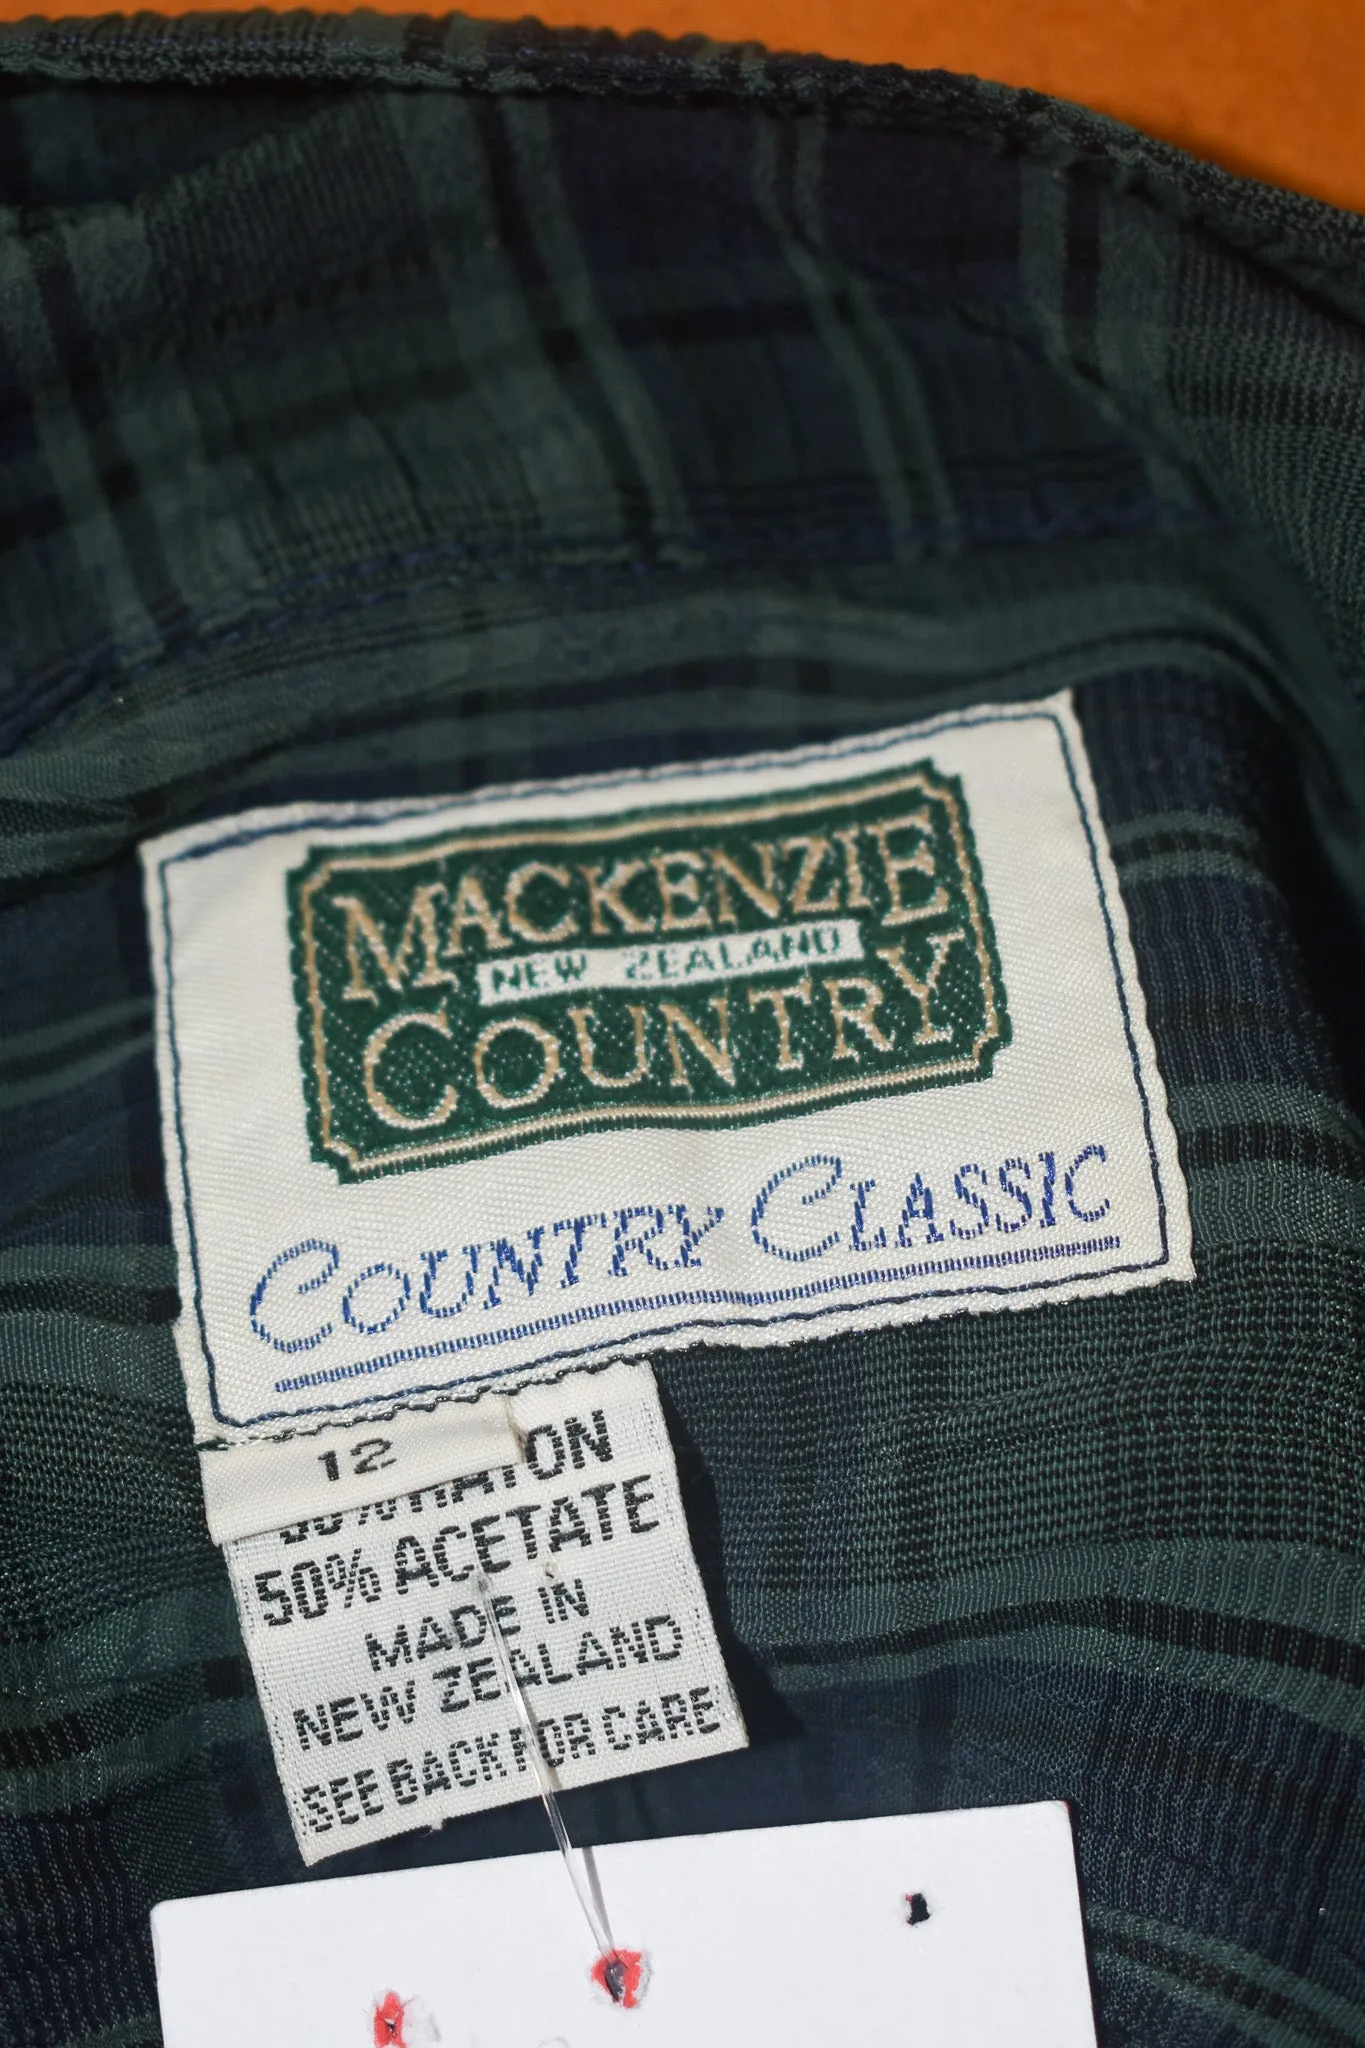 MACKENZIE
NEW ZEALAND
COUNTRY
COUNTRY CLASSIC
12
50% ACETATE
MADE IN
NEW ZEALAND
SEE BACK FOR CARE